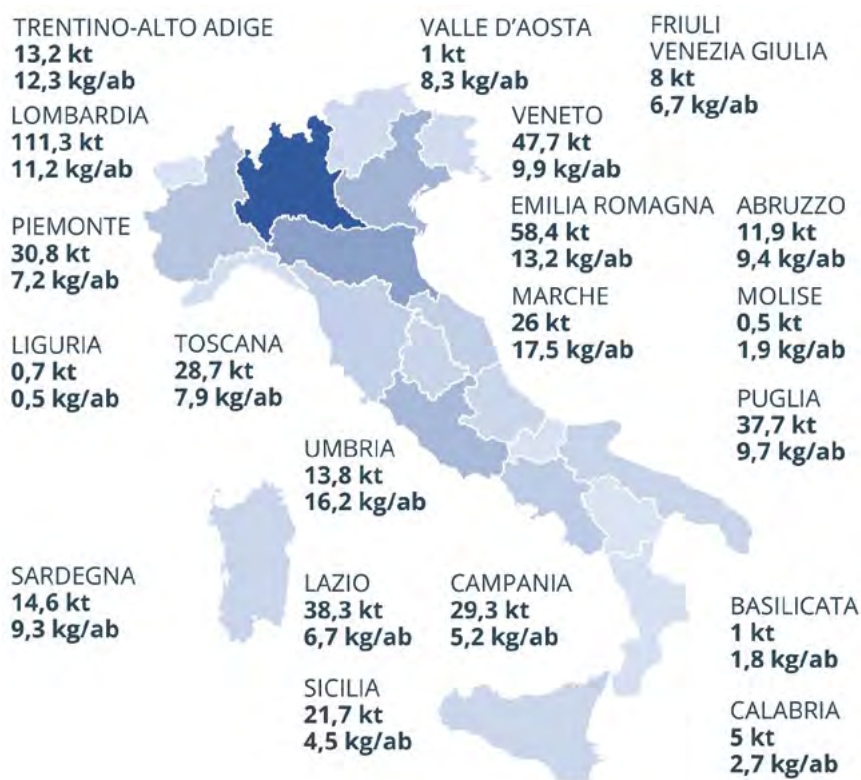 TRENTINO-ALTO ADIGE
13,2 kt
12,3 kg/ab
VALLE D'AOSTA
1 kt
8,3 kg/ab
FRIULI
VENEZIA GIULIA
8 kt
6,7 kg/ab
LOMBARDIA
111,3 kt
11,2 kg/ab
VENETO
47,7 kt
9,9 kg/ab
PIEMONTE
30,8 kt
7,2 kg/ab
EMILIA ROMAGNA
58,4 kt
13,2 kg/ab
ABRUZZO
11,9 kt
9,4 kg/ab
LIGURIA
0,7 kt
0,5 kg/ab
TOSCANA
28,7 kt
7,9 kg/ab
MARCHE
26 kt
17,5 kg/ab
MOLISE
0,5 kt
1,9 kg/ab
PUGLIA
37,7 kt
9,7 kg/ab
UMBRIA
13,8 kt
16,2 kg/ab
SARDEGNA
14,6 kt
9,3 kg/ab
LAZIO
38,3 kt
6,7 kg/ab
CAMPANIA
29,3 kt
5,2 kg/ab
BASILICATA
1 kt
1,8 kg/ab
SICILIA
21,7 kt
4,5 kg/ab
CALABRIA
5 kt
2,7 kg/ab